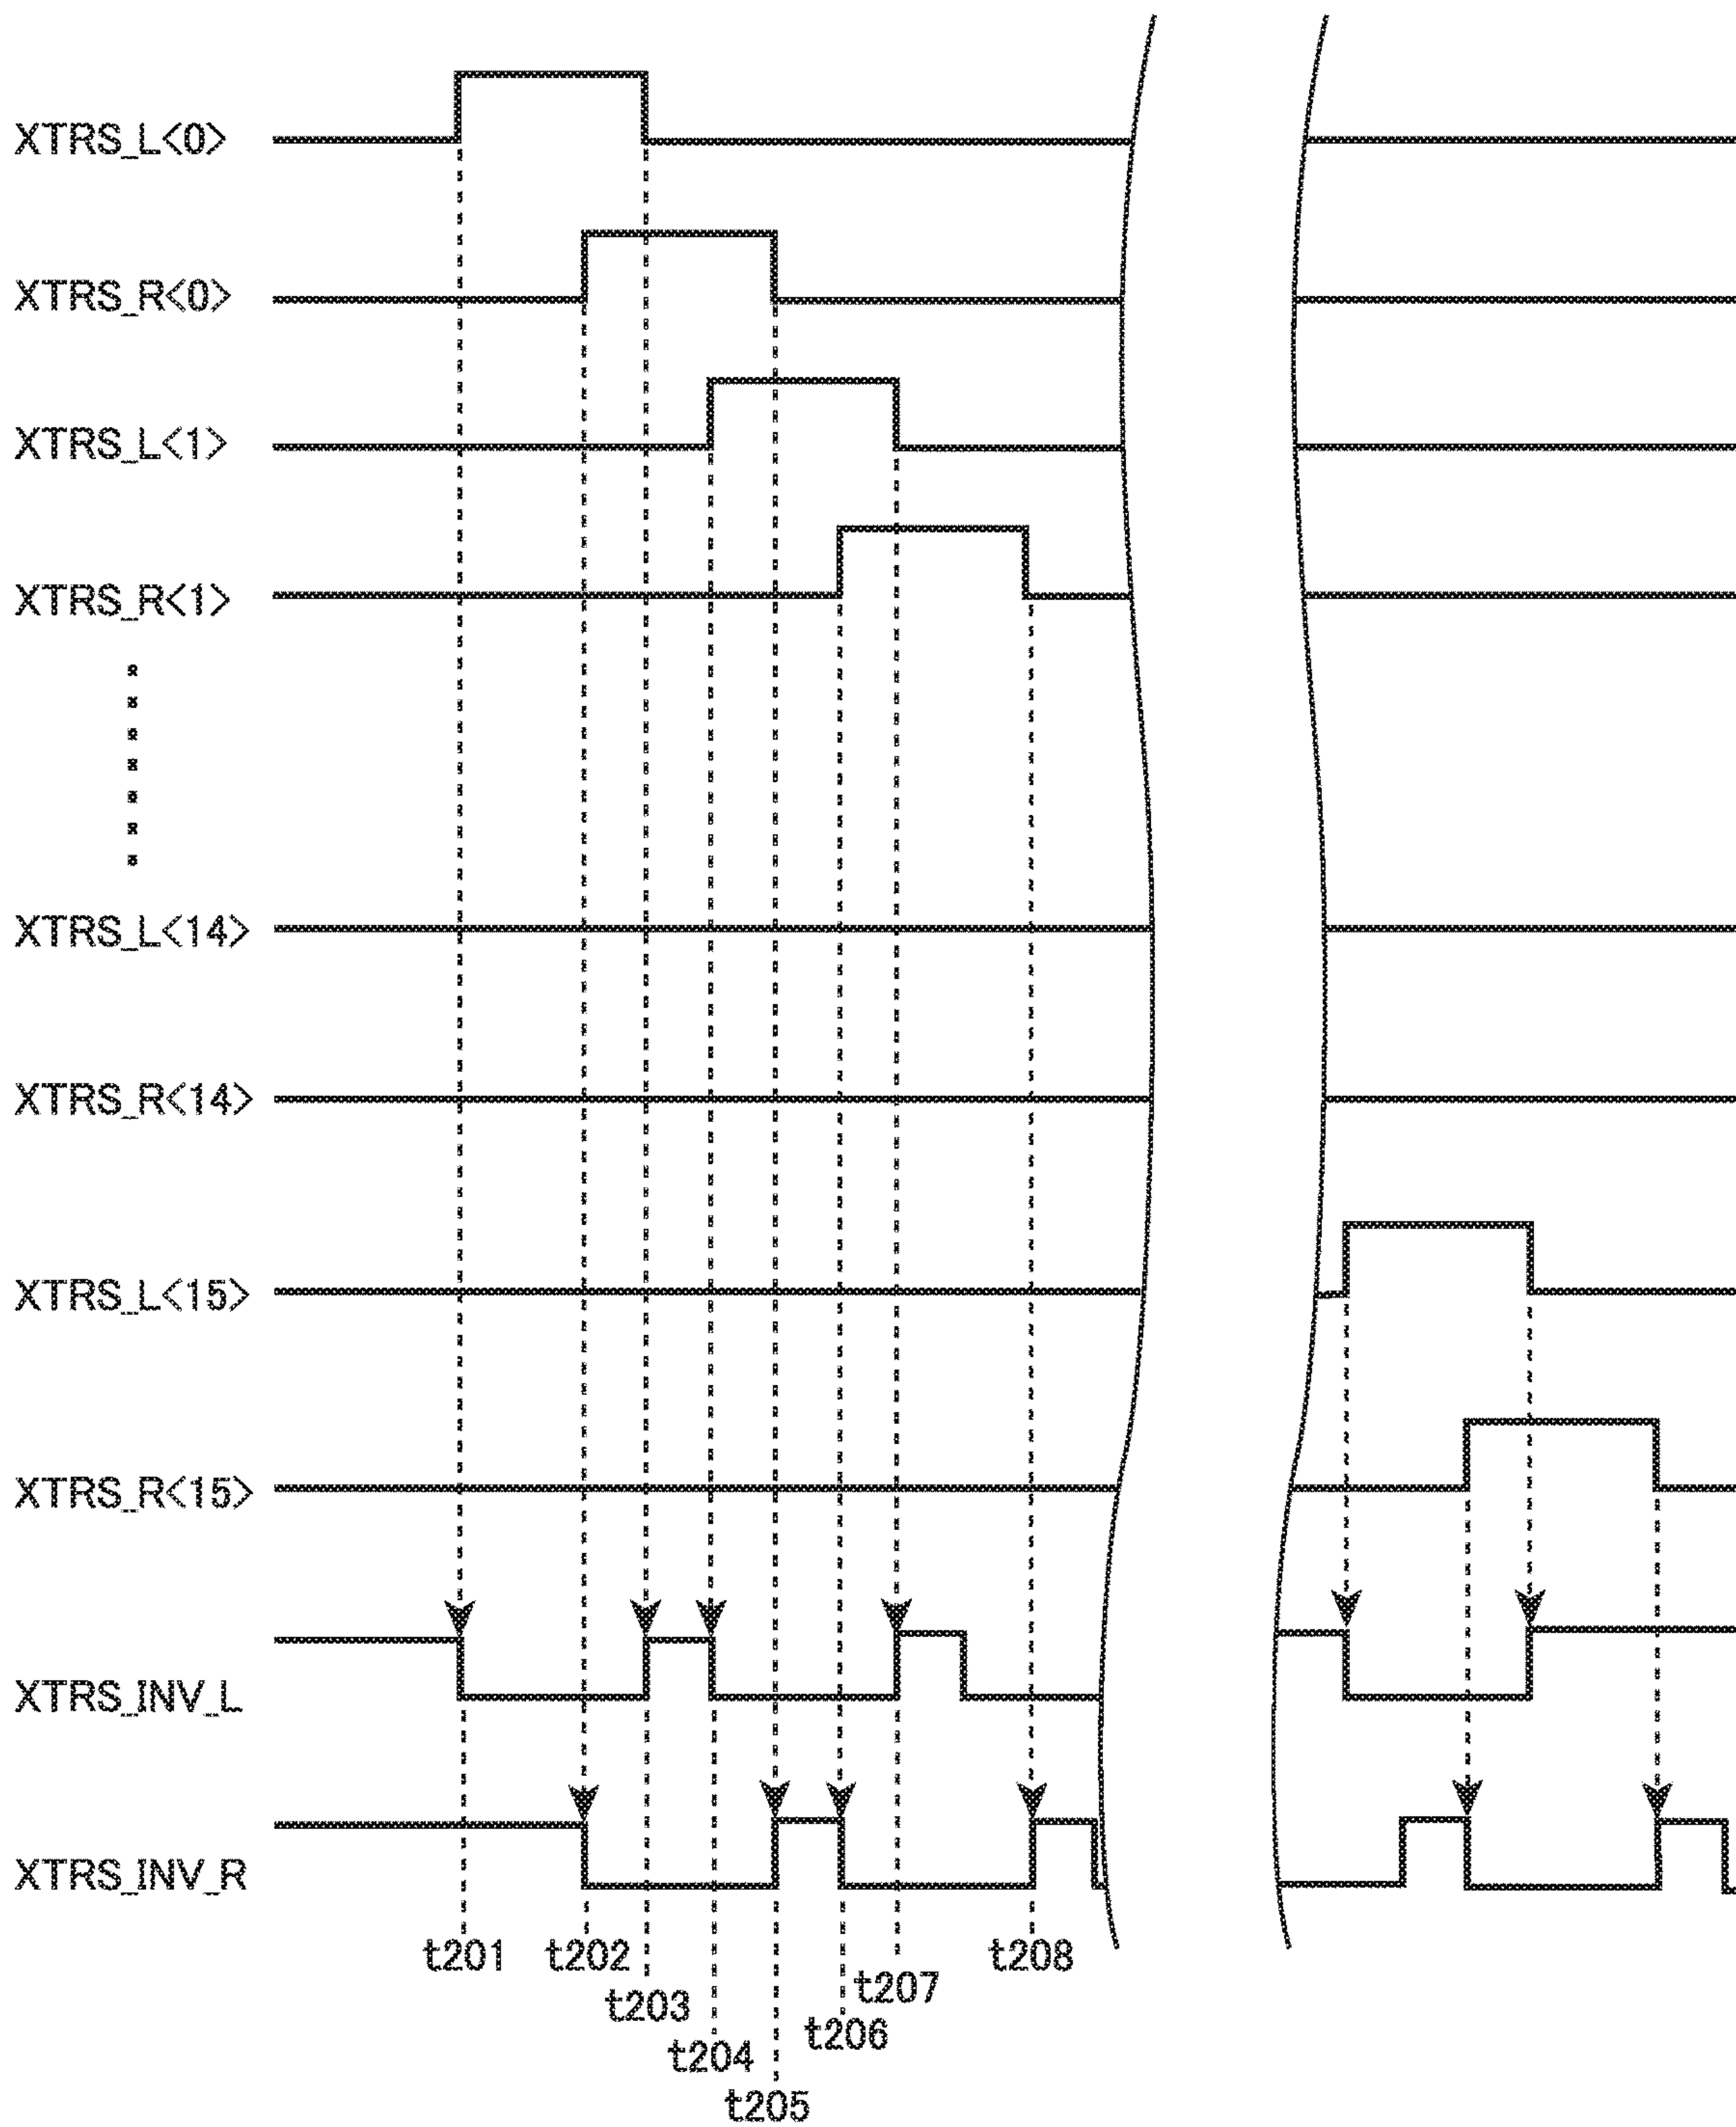 XTRS_L<0>
XTRS_R<0>
XTRS_L<1>
XTRS_R<1>
XTRS_L<14>
XTRS_R<14>
XTRS_L<15>
XTRS_R<15>
XTRS_INV_L
XTRS_INV_R
t201
t202
t203
t204
t205
t206
t207
t208